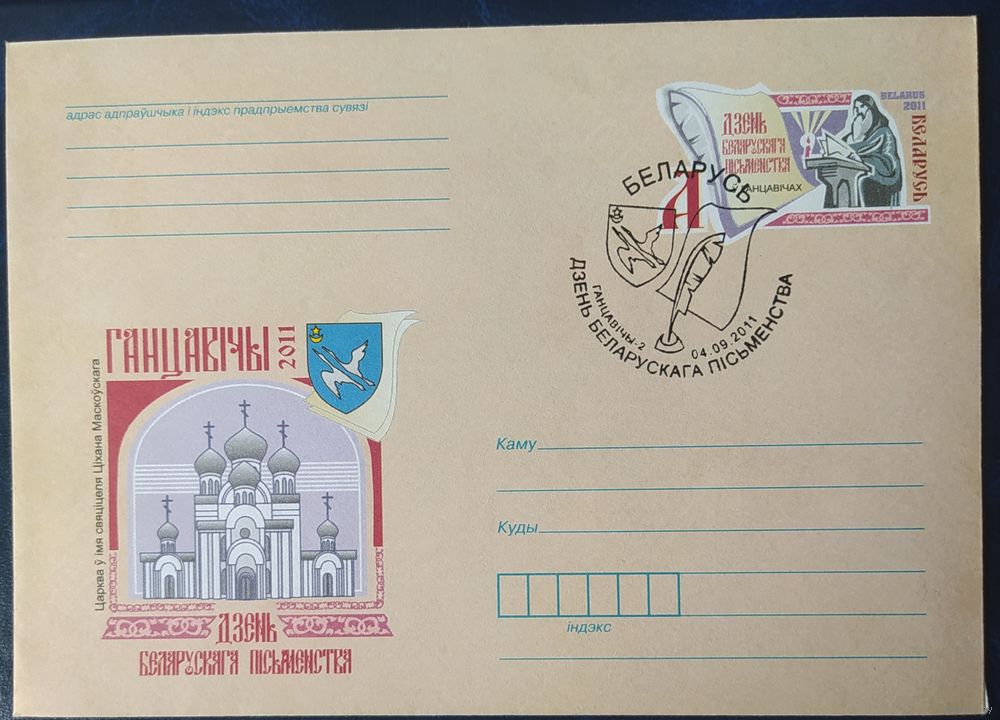 адрас адпраўшчыка і індэкс прадпрыемства сувязі
BELARUS
2011
БЕЛАРУСЬ
ДЗЕНЬ
БЕЛАРУСКАГА
ПІСЬМЕНСТВА
Ў ГАНЦАВІЧАХ
А
БЕЛАРУСЬ
ГАНЦАВІЧЫ-2
04.09.2011
ДЗЕНЬ БЕЛАРУСКАГА ПІСЬМЕНСТВА
ГАНЦАВІЧЫ
2011
Царква ў імя свяціцеля Ціхана Маскоўскага
ДЗЕНЬ
БЕЛАРУСКАГА ПІСЬМЕНСТВА
Каму
Куды
індэкс